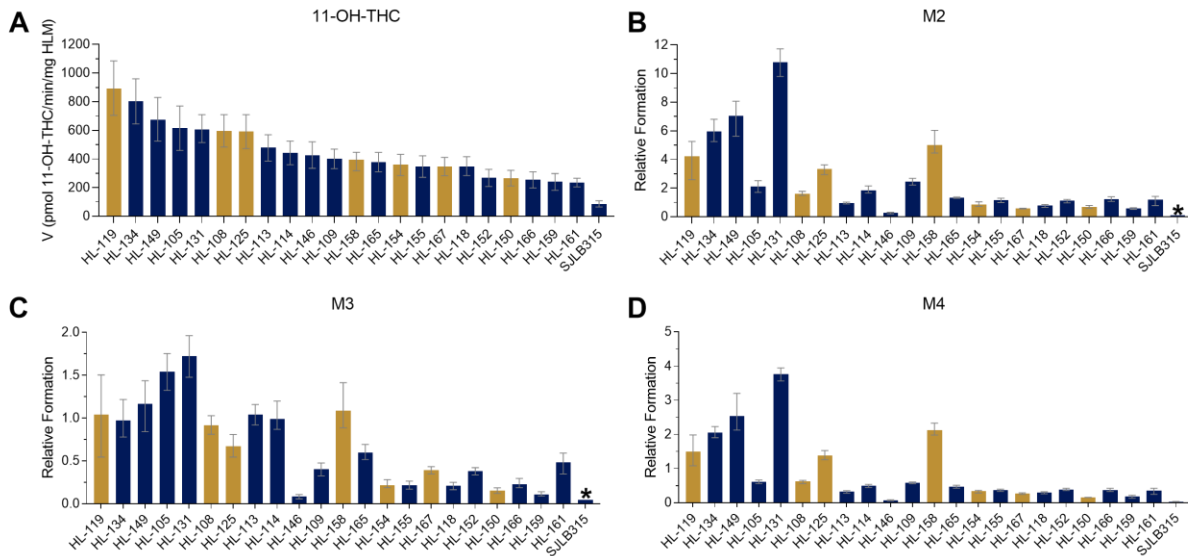 A
11-OH-THC
V (pmol 11-OH-THC/min/mg HLM)
1200
1000
800
600
400
200
0
HL-119
HL-134
HL-149
HL-105
HL-131
HL-108
HL-125
HL-113
HL-114
HL-146
HL-109
HL-158
HL-165
HL-154
HL-155
HL-167
HL-118
HL-152
HL-150
HL-166
HL-159
HL-161
SJLB315
B
M2
Relative Formation
12
10
8
6
4
2
0
*
HL-119
HL-134
HL-149
HL-105
HL-131
HL-108
HL-125
HL-113
HL-114
HL-146
HL-109
HL-158
HL-165
HL-154
HL-155
HL-167
HL-118
HL-152
HL-150
HL-166
HL-159
HL-161
SJLB315
C
M3
Relative Formation
2.0
1.5
1.0
0.5
0.0
*
HL-119
HL-134
HL-149
HL-105
HL-131
HL-108
HL-125
HL-113
HL-114
HL-146
HL-109
HL-158
HL-165
HL-154
HL-155
HL-167
HL-118
HL-152
HL-150
HL-166
HL-159
HL-161
SJLB315
D
M4
Relative Formation
5
4
3
2
1
0
HL-119
HL-134
HL-149
HL-105
HL-131
HL-108
HL-125
HL-113
HL-114
HL-146
HL-109
HL-158
HL-165
HL-154
HL-155
HL-167
HL-118
HL-152
HL-150
HL-166
HL-159
HL-161
SJLB315